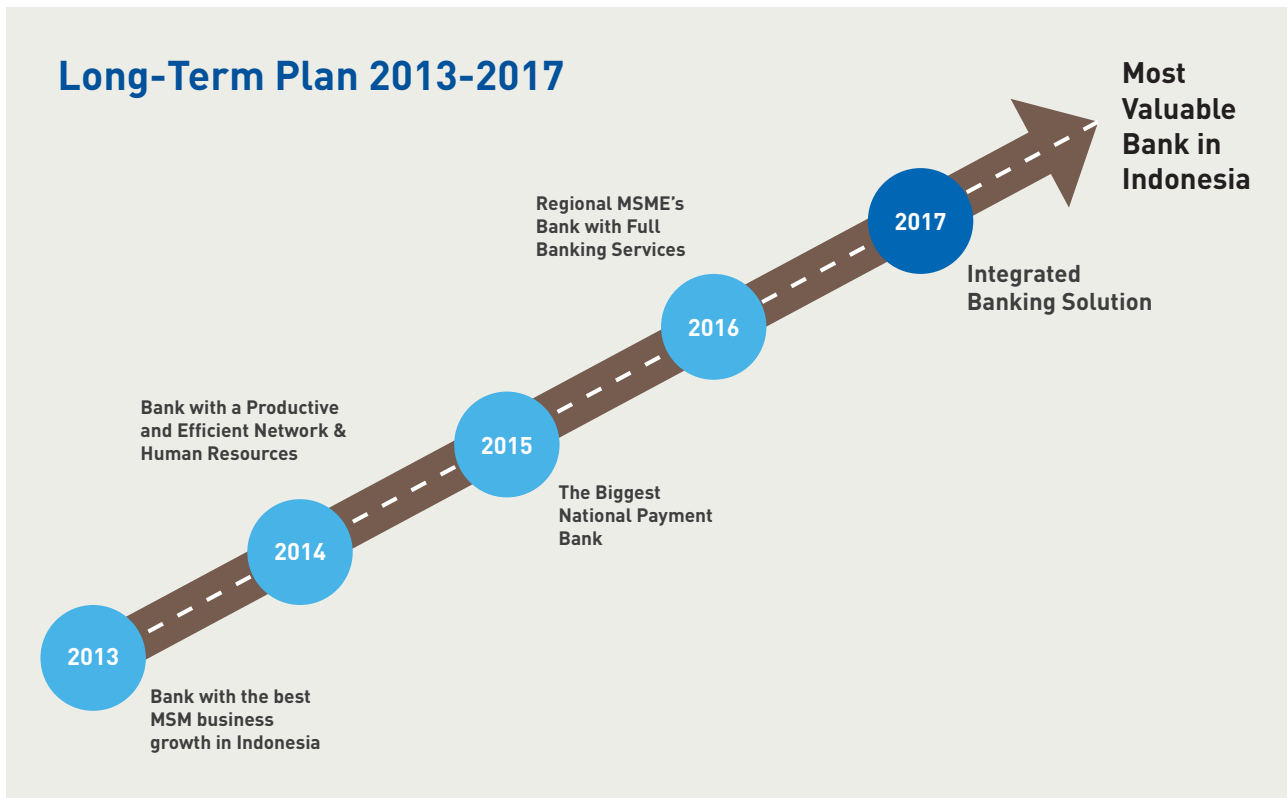 Long-Term Plan 2013-2017
Most
Valuable
Bank in
Indonesia
2017
Integrated
Banking Solution
Regional MSME's
Bank with Full
Banking Services
2016
2015
The Biggest
National Payment
Bank
Bank with a Productive
and Efficient Network &
Human Resources
2014
2013
Bank with the best
MSM business
growth in Indonesia